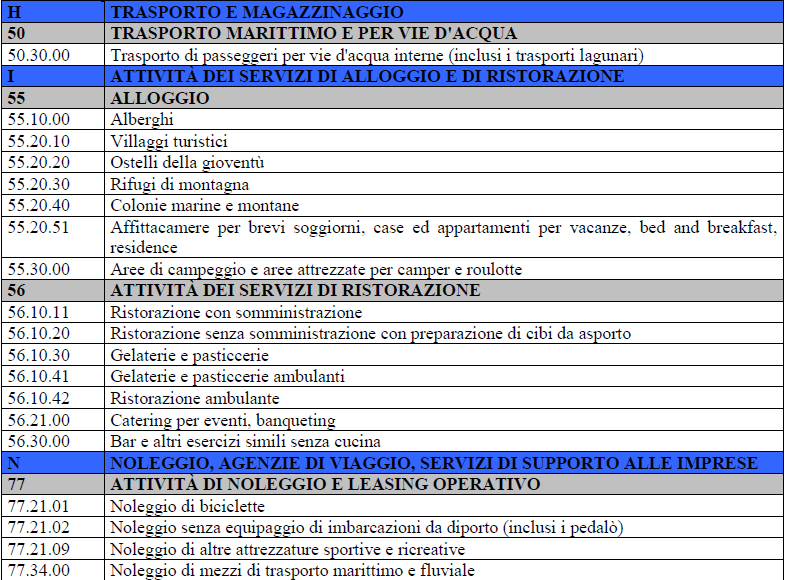 H TRASPORTO E MAGAZZINAGGIO
50 TRASPORTO MARITTIMO E PER VIE D'ACQUA
50.30.00 Trasporto di passeggeri per vie d'acqua interne (inclusi i trasporti lagunari)
I ATTIVITÀ DEI SERVIZI DI ALLOGGIO E DI RISTORAZIONE
55 ALLOGGIO
55.10.00 Alberghi
55.20.10 Villaggi turistici
55.20.20 Ostelli della gioventù
55.20.30 Rifugi di montagna
55.20.40 Colonie marine e montane
55.20.51 Affittacamere per brevi soggiorni, case ed appartamenti per vacanze, bed and breakfast,
residence
55.30.00 Aree di campeggio e aree attrezzate per camper e roulotte
56 ATTIVITÀ DEI SERVIZI DI RISTORAZIONE
56.10.11 Ristorazione con somministrazione
56.10.20 Ristorazione senza somministrazione con preparazione di cibi da asporto
56.10.30 Gelaterie e pasticcerie
56.10.41 Gelaterie e pasticcerie ambulanti
56.10.42 Ristorazione ambulante
56.21.00 Catering per eventi, banqueting
56.30.00 Bar e altri esercizi simili senza cucina
N NOLEGGIO, AGENZIE DI VIAGGIO, SERVIZI DI SUPPORTO ALLE IMPRESE
77 ATTIVITÀ DI NOLEGGIO E LEASING OPERATIVO
77.21.01 Noleggio di biciclette
77.21.02 Noleggio senza equipaggio di imbarcazioni da diporto (inclusi i pedalò)
77.21.09 Noleggio di altre attrezzature sportive e ricreative
77.34.00 Noleggio di mezzi di trasporto marittimo e fluviale